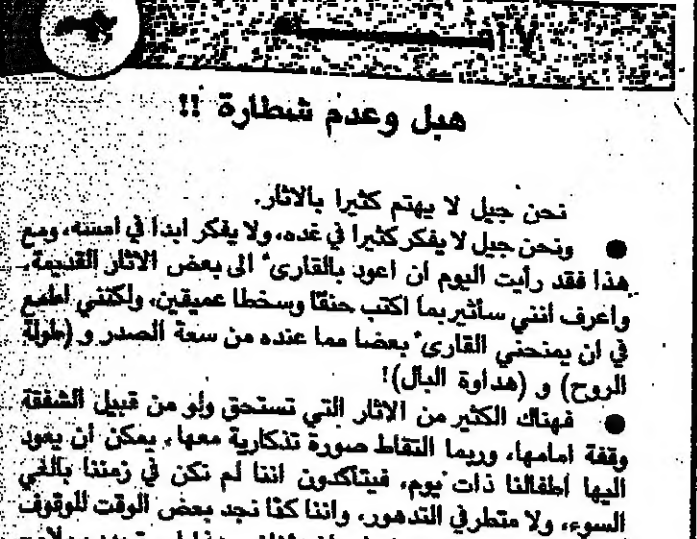 هبل وعدم شطارة !!
نحن جيل لا يهتم كثيرا بالاثار.
● ونحن جيل لا يفكر كثيرا في غده، ولا يفكر ابدا في امسه، ومع
هذا فقد رأيت اليوم ان اعود بالقارىء الى بعض الاثار القديمة،
واعرف انني سأثير بما اكتب حنقا وسخطا عميقين، ولكنني اطمع
في ان يمنحني القارىء بعضا مما عنده من سعة الصدر و (طولة
الروح) و (هداوة البال)!
● فهناك الكثير من الاثار التي تستحق ولو من قبيل الشفقة
وقفة امامها، وربما التقاط صورة تذكارية معها، يمكن ان يعود
اليها اطفالنا ذات يوم، فيتأكدون اننا لم نكن في زمننا بالغي
السوء، ولا متطرفي التدهور، واننا كنا نجد بعض الوقت للوقوف